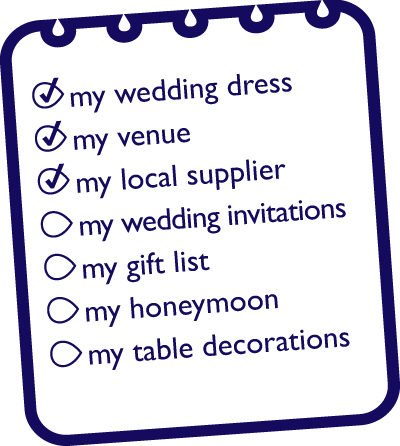 my wedding dress
my venue
my local supplier
my wedding invitations
my gift list
my honeymoon
my table decorations